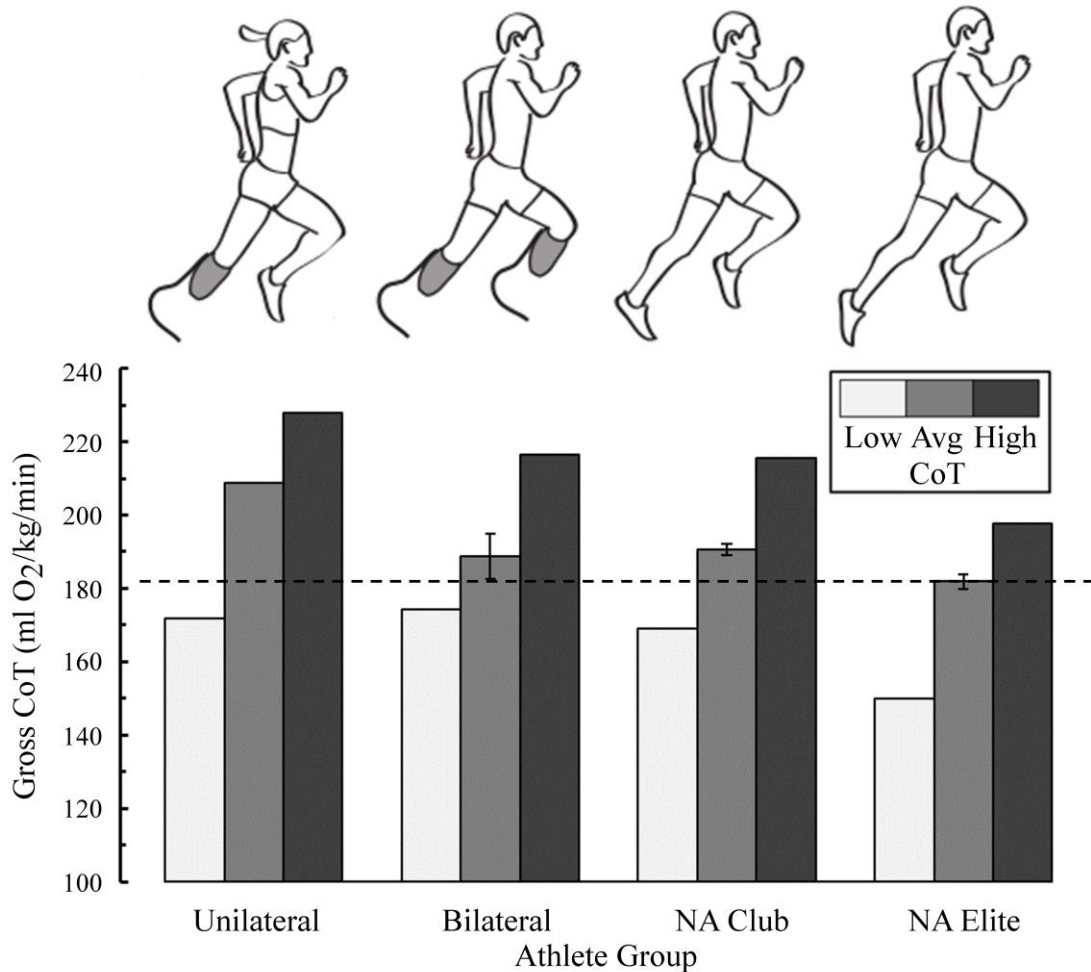 240
220
200
180
160
140
120
100
Gross CoT (ml O2/kg/min)
Low Avg High
CoT
Unilateral Bilateral NA Club NA Elite
Athlete Group